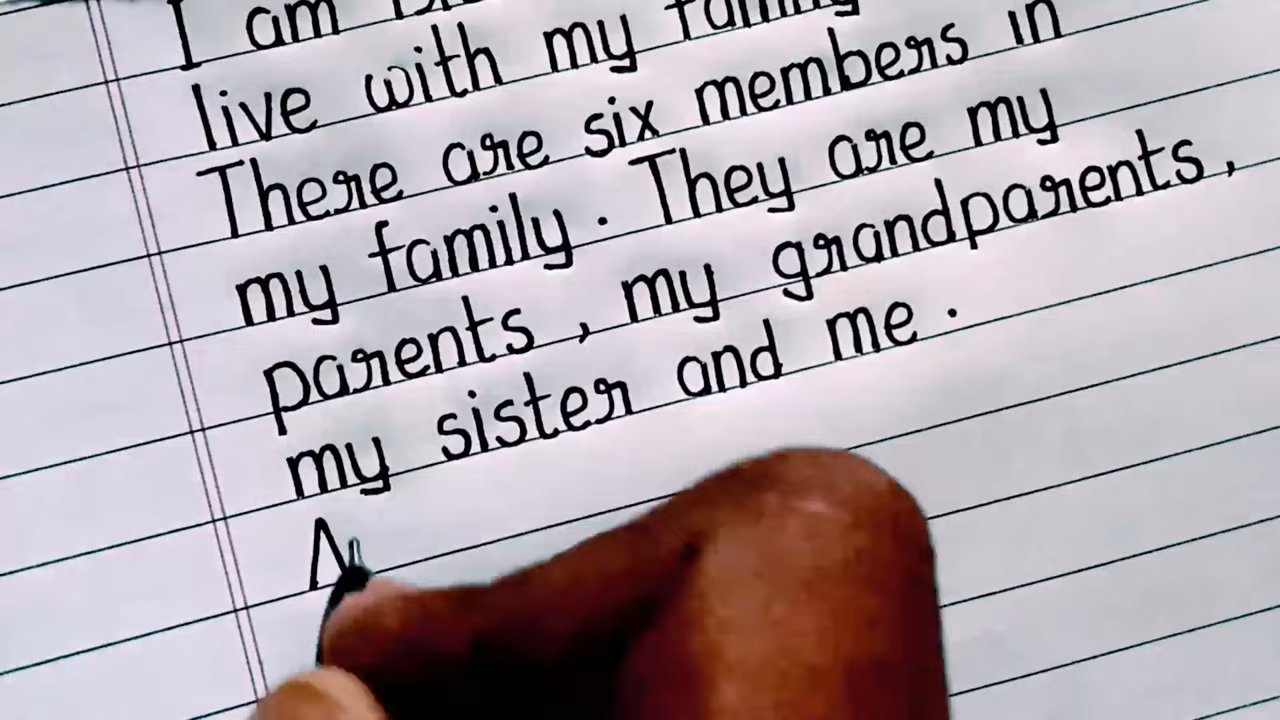 I am
live with my family
There are six members in
my family. They are my
parents, my grandparents,
my sister and me.